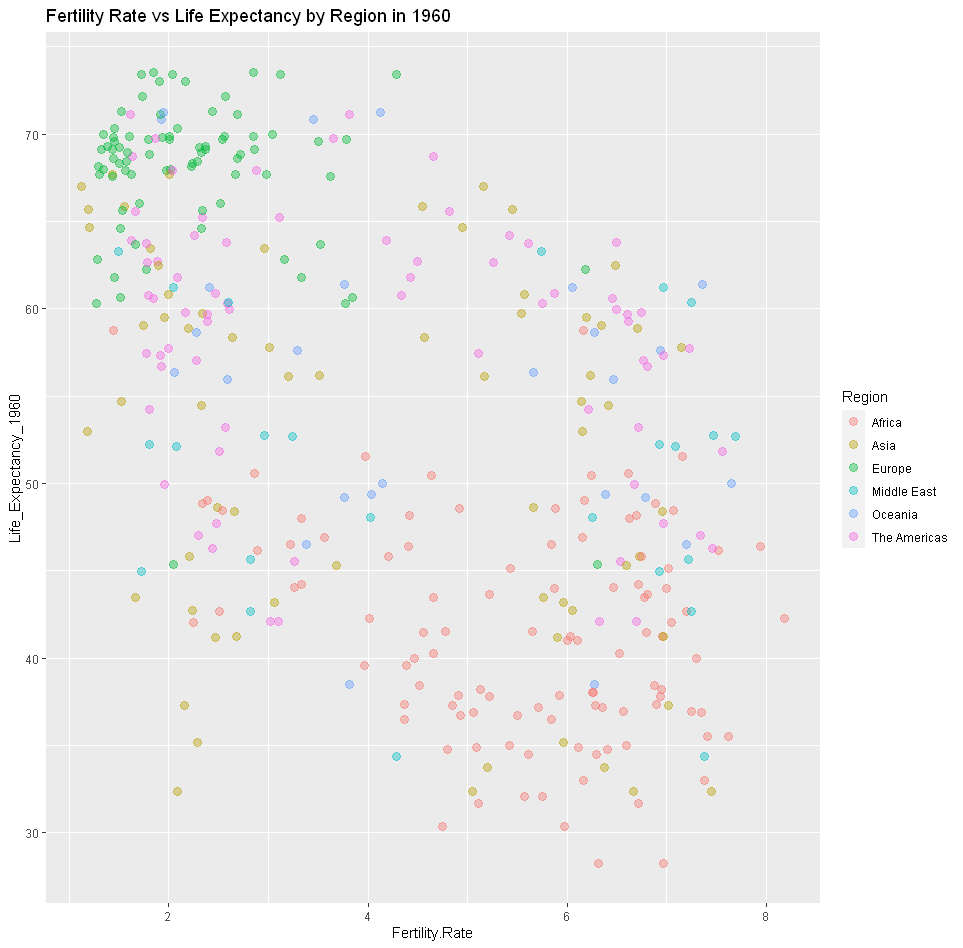 Fertility Rate vs Life Expectancy by Region in 1960
Life_Expectancy_1960
70
60
50
40
30
2 4 6 8
Fertility.Rate
Region
Africa
Asia
Europe
Middle East
Oceania
The Americas